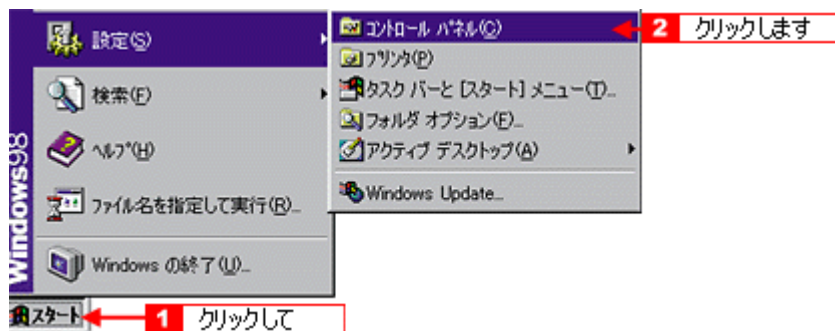 Windows98
設定(S)
検索(F)
ヘルプ(H)
ファイル名を指定して実行(R)...
Windows の終了(U)...
スタート
1 クリックして
コントロール パネル(C)
2 クリックします
プリンタ(P)
タスク バーと [スタート] メニュー(T)...
フォルダ オプション(F)...
アクティブ デスクトップ(A)
Windows Update...